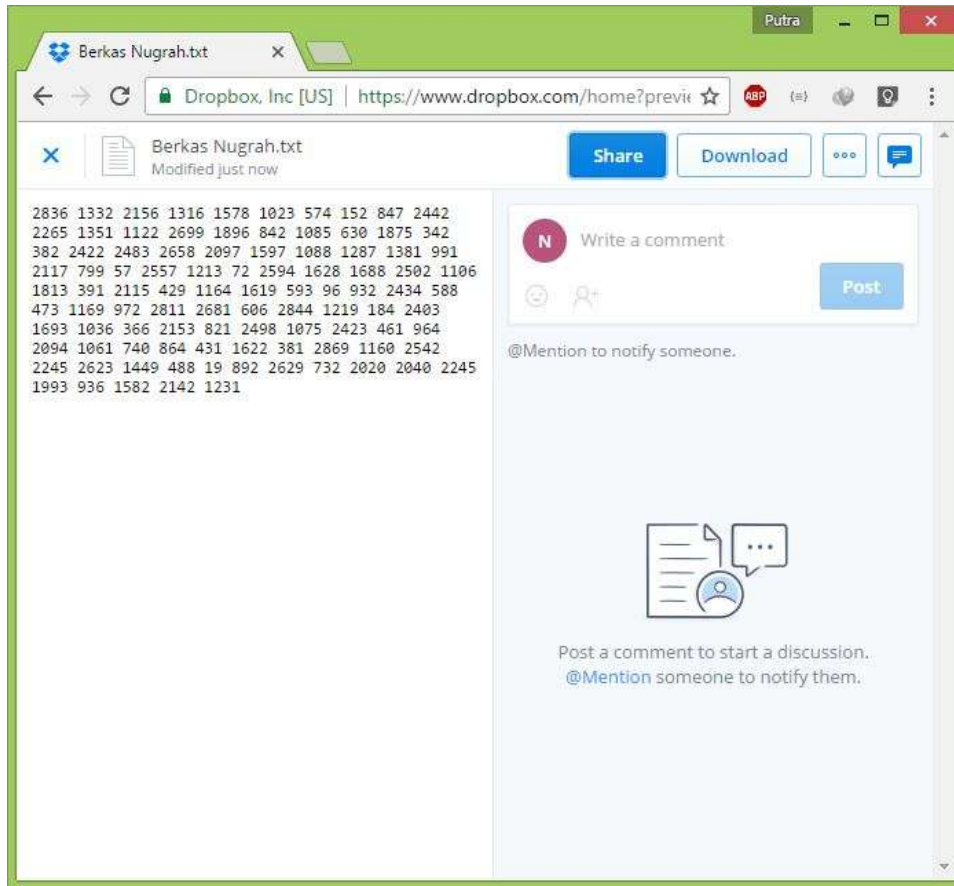 Putra
Berkas Nugrah.txt
Dropbox, Inc [US] | https://www.dropbox.com/home?previe
ABP
Berkas Nugrah.txt
Modified just now
Share
Download
2836 1332 2156 1316 1578 1023 574 152 847 2442
2265 1351 1122 2699 1896 842 1085 630 1875 342
382 2422 2483 2658 2097 1597 1088 1287 1381 991
2117 799 57 2557 1213 72 2594 1628 1688 2502 1106
1813 391 2115 429 1164 1619 593 96 932 2434 588
473 1169 972 2811 2681 606 2844 1219 184 2403
1693 1036 366 2153 821 2498 1075 2423 461 964
2094 1061 740 864 431 1622 381 2869 1160 2542
2245 2623 1449 488 19 892 2629 732 2020 2040 2245
1993 936 1582 2142 1231
N
Write a comment
Post
@Mention to notify someone.
Post a comment to start a discussion.
@Mention someone to notify them.